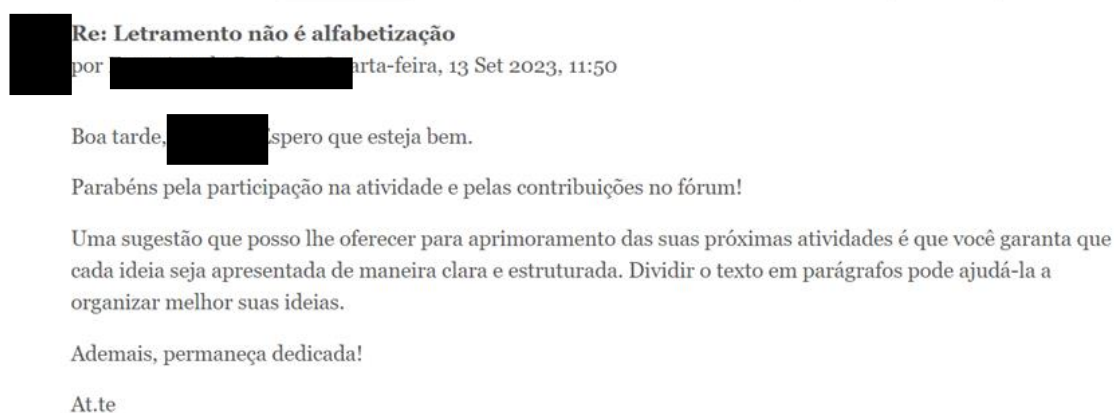 Re: Letramento não é alfabetização
por arta-feira, 13 Set 2023, 11:50
Boa tarde, spero que esteja bem.
Parabéns pela participação na atividade e pelas contribuições no fórum!
Uma sugestão que posso lhe oferecer para aprimoramento das suas próximas atividades é que você garanta que
cada ideia seja apresentada de maneira clara e estruturada. Dividir o texto em parágrafos pode ajudá-la a
organizar melhor suas ideias.
Ademais, permaneça dedicada!
At.te